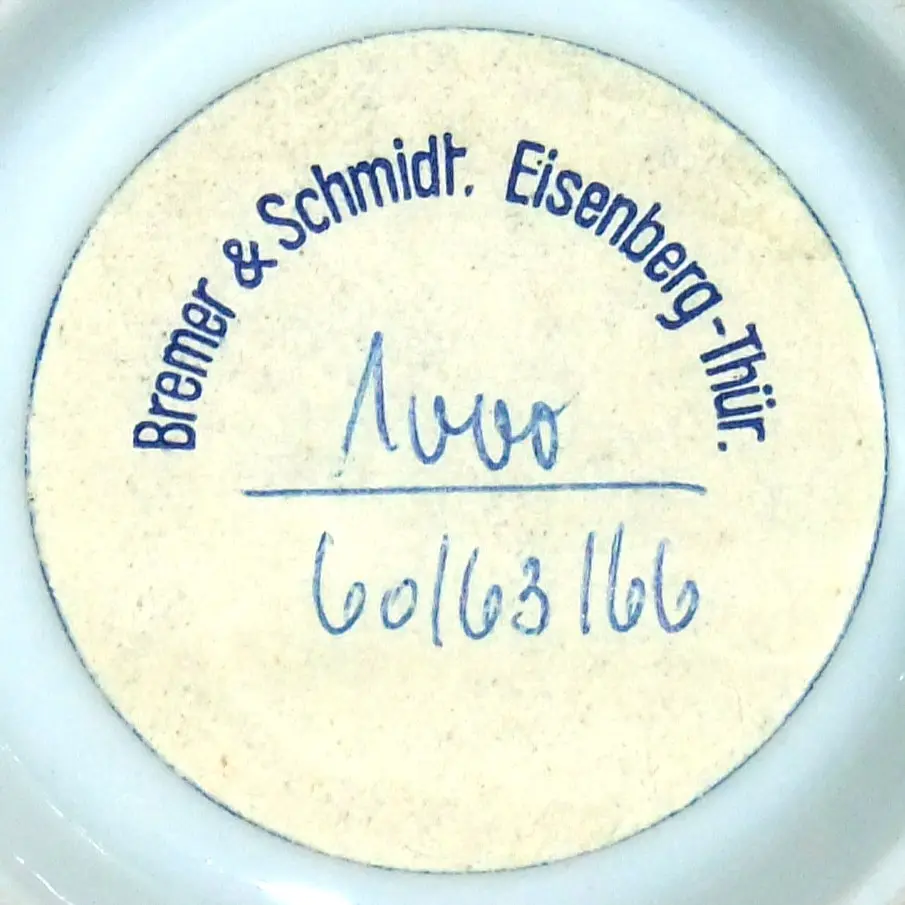 Bremer & Schmidt. Eisenberg-Thür.
1000
60/63/66